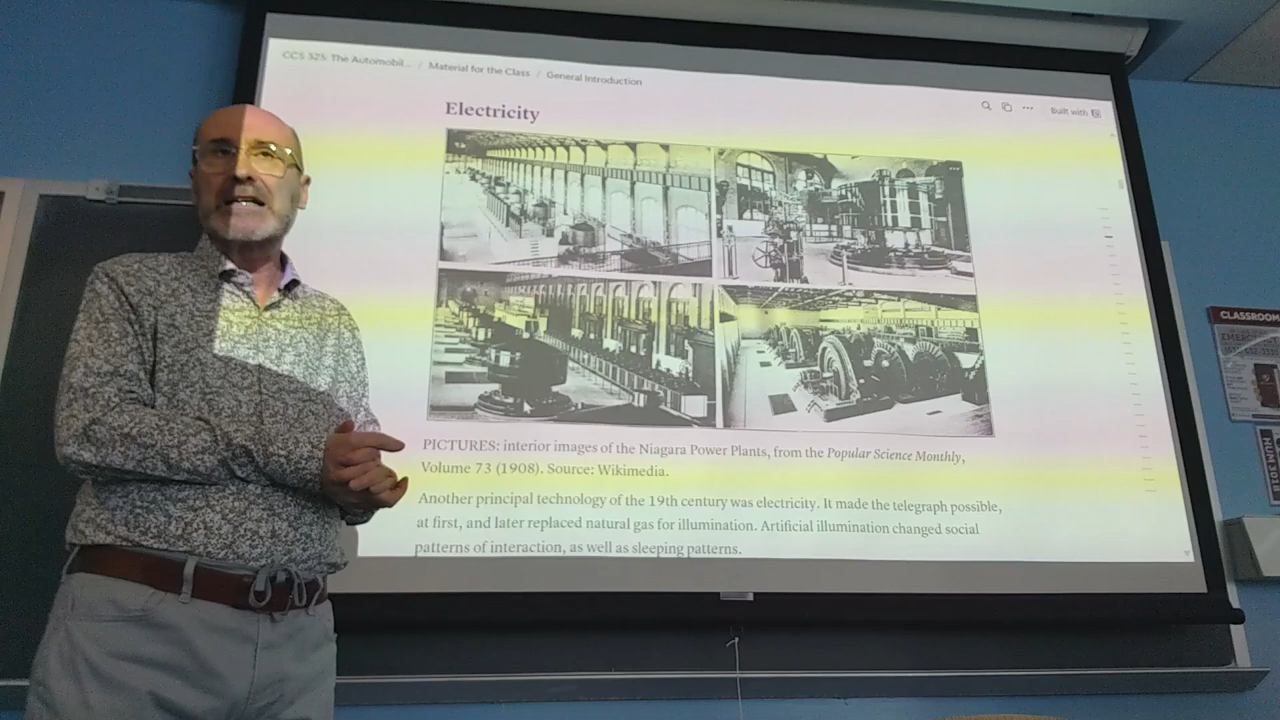 CCS 325: The Automobil... / Material for the Class / General Introduction
Built with
Electricity
PICTURES: interior images of the Niagara Power Plants, from the Popular Science Monthly,
Volume 73 (1908). Source: Wikimedia.
Another principal technology of the 19th century was electricity. It made the telegraph possible,
at first, and later replaced natural gas for illumination. Artificial illumination changed social
patterns of interaction, as well as sleeping patterns.
CLASSROOM